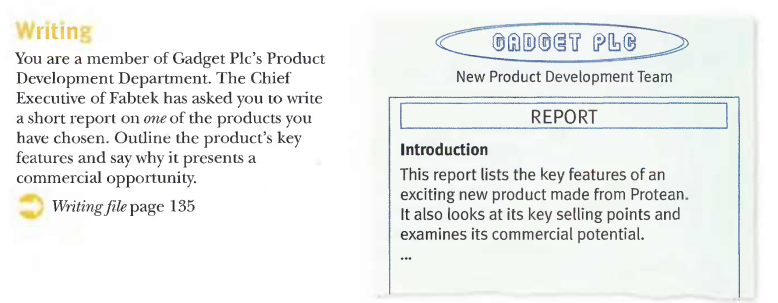 Writing
You are a member of Gadget Plc's Product
Development Department. The Chief
Executive of Fabtek has asked you to write
a short report on one of the products you
have chosen. Outline the product's key
features and say why it presents a
commercial opportunity.
Writing file page 135
GADGET PLC
New Product Development Team
REPORT
Introduction
This report lists the key features of an
exciting new product made from Protean.
It also looks at its key selling points and
examines its commercial potential.
...